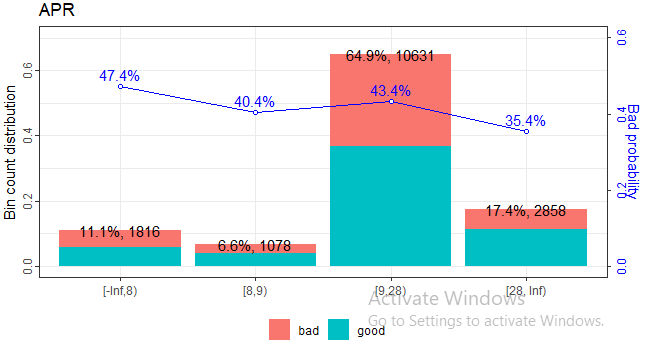 APR
Bin count distribution
0.6
0.4
0.2
0.0
47.4%
40.4%
43.4%
35.4%
11.1%, 1816
6.6%, 1078
64.9%, 10631
17.4%, 2858
0.6
0.4
0.2
0.0
Bad probability
[-Inf,8)
[8,9)
[9,28)
[28, Inf)
bad
good
Activate Windows
Go to Settings to activate Windows.